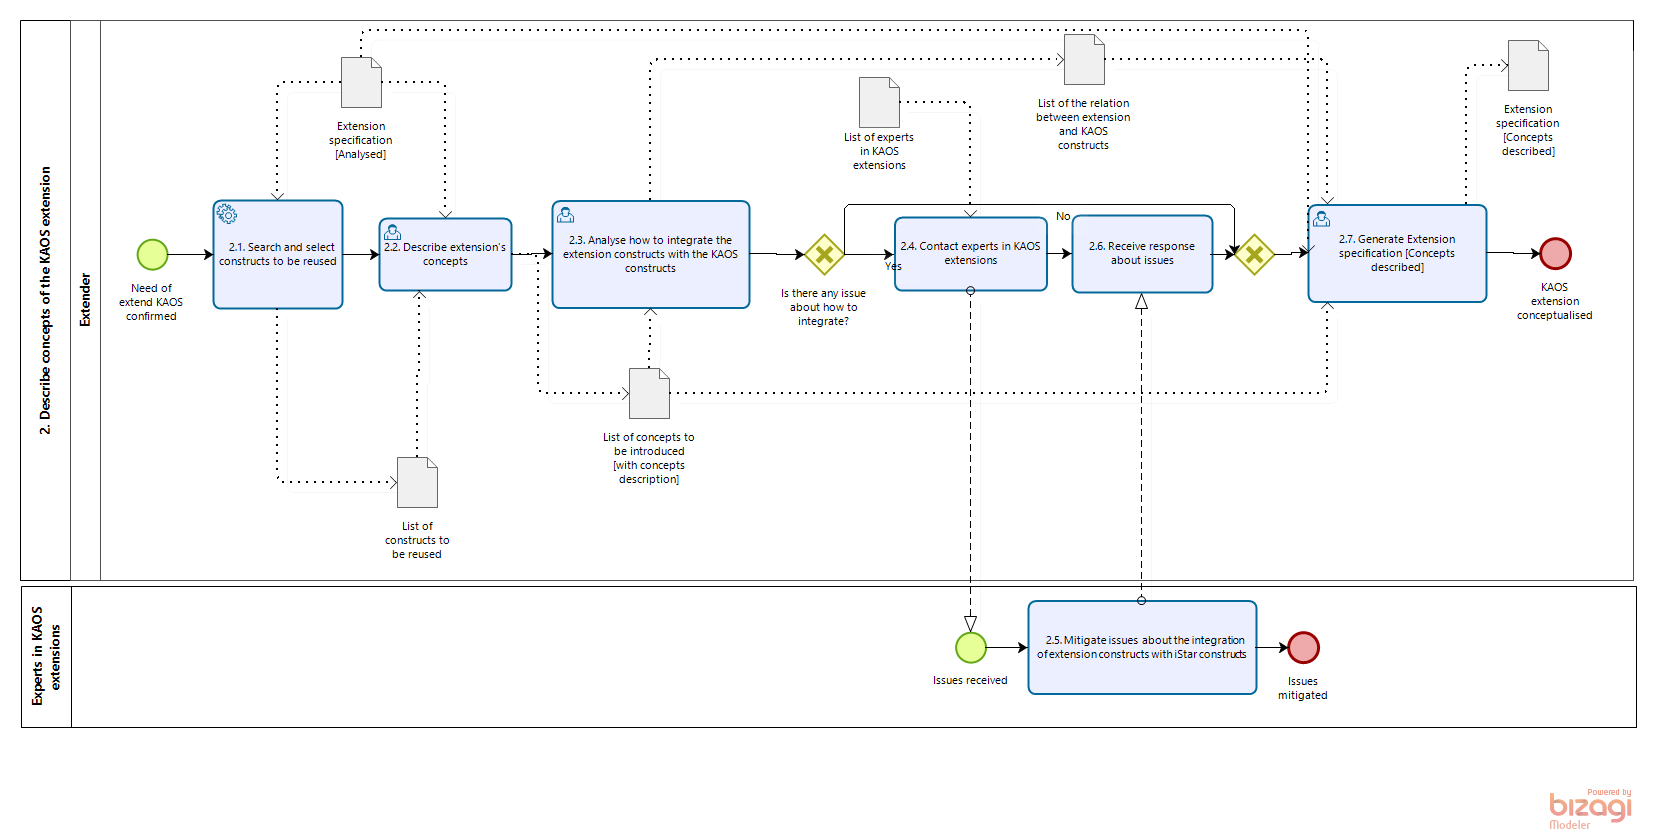 2. Describe concepts of the KAOS extension
Extender
Need of
extend KAOS
confirmed
2.1. Search and select
constructs to be reused
Extension
specification
[Analysed]
2.2. Describe extension's
concepts
List of
constructs to
be reused
2.3. Analyse how to integrate the
extension constructs with the KAOS
constructs
List of concepts to
be introduced
[with concepts
description]
Is there any issue
about how to
integrate?
Yes
No
List of experts
in KAOS
extensions
2.4. Contact experts in KAOS
extensions
List of the relation
between extension
and KAOS
constructs
2.6. Receive response
about issues
2.7. Generate Extension
specification [Concepts
described]
Extension
specification
[Concepts
described]
KAOS
extension
conceptualised
Experts in KAOS
extensions
Issues received
2.5. Mitigate issues about the integration
of extension constructs with iStar constructs
Issues
mitigated
Powered by
bizagi
Modeler